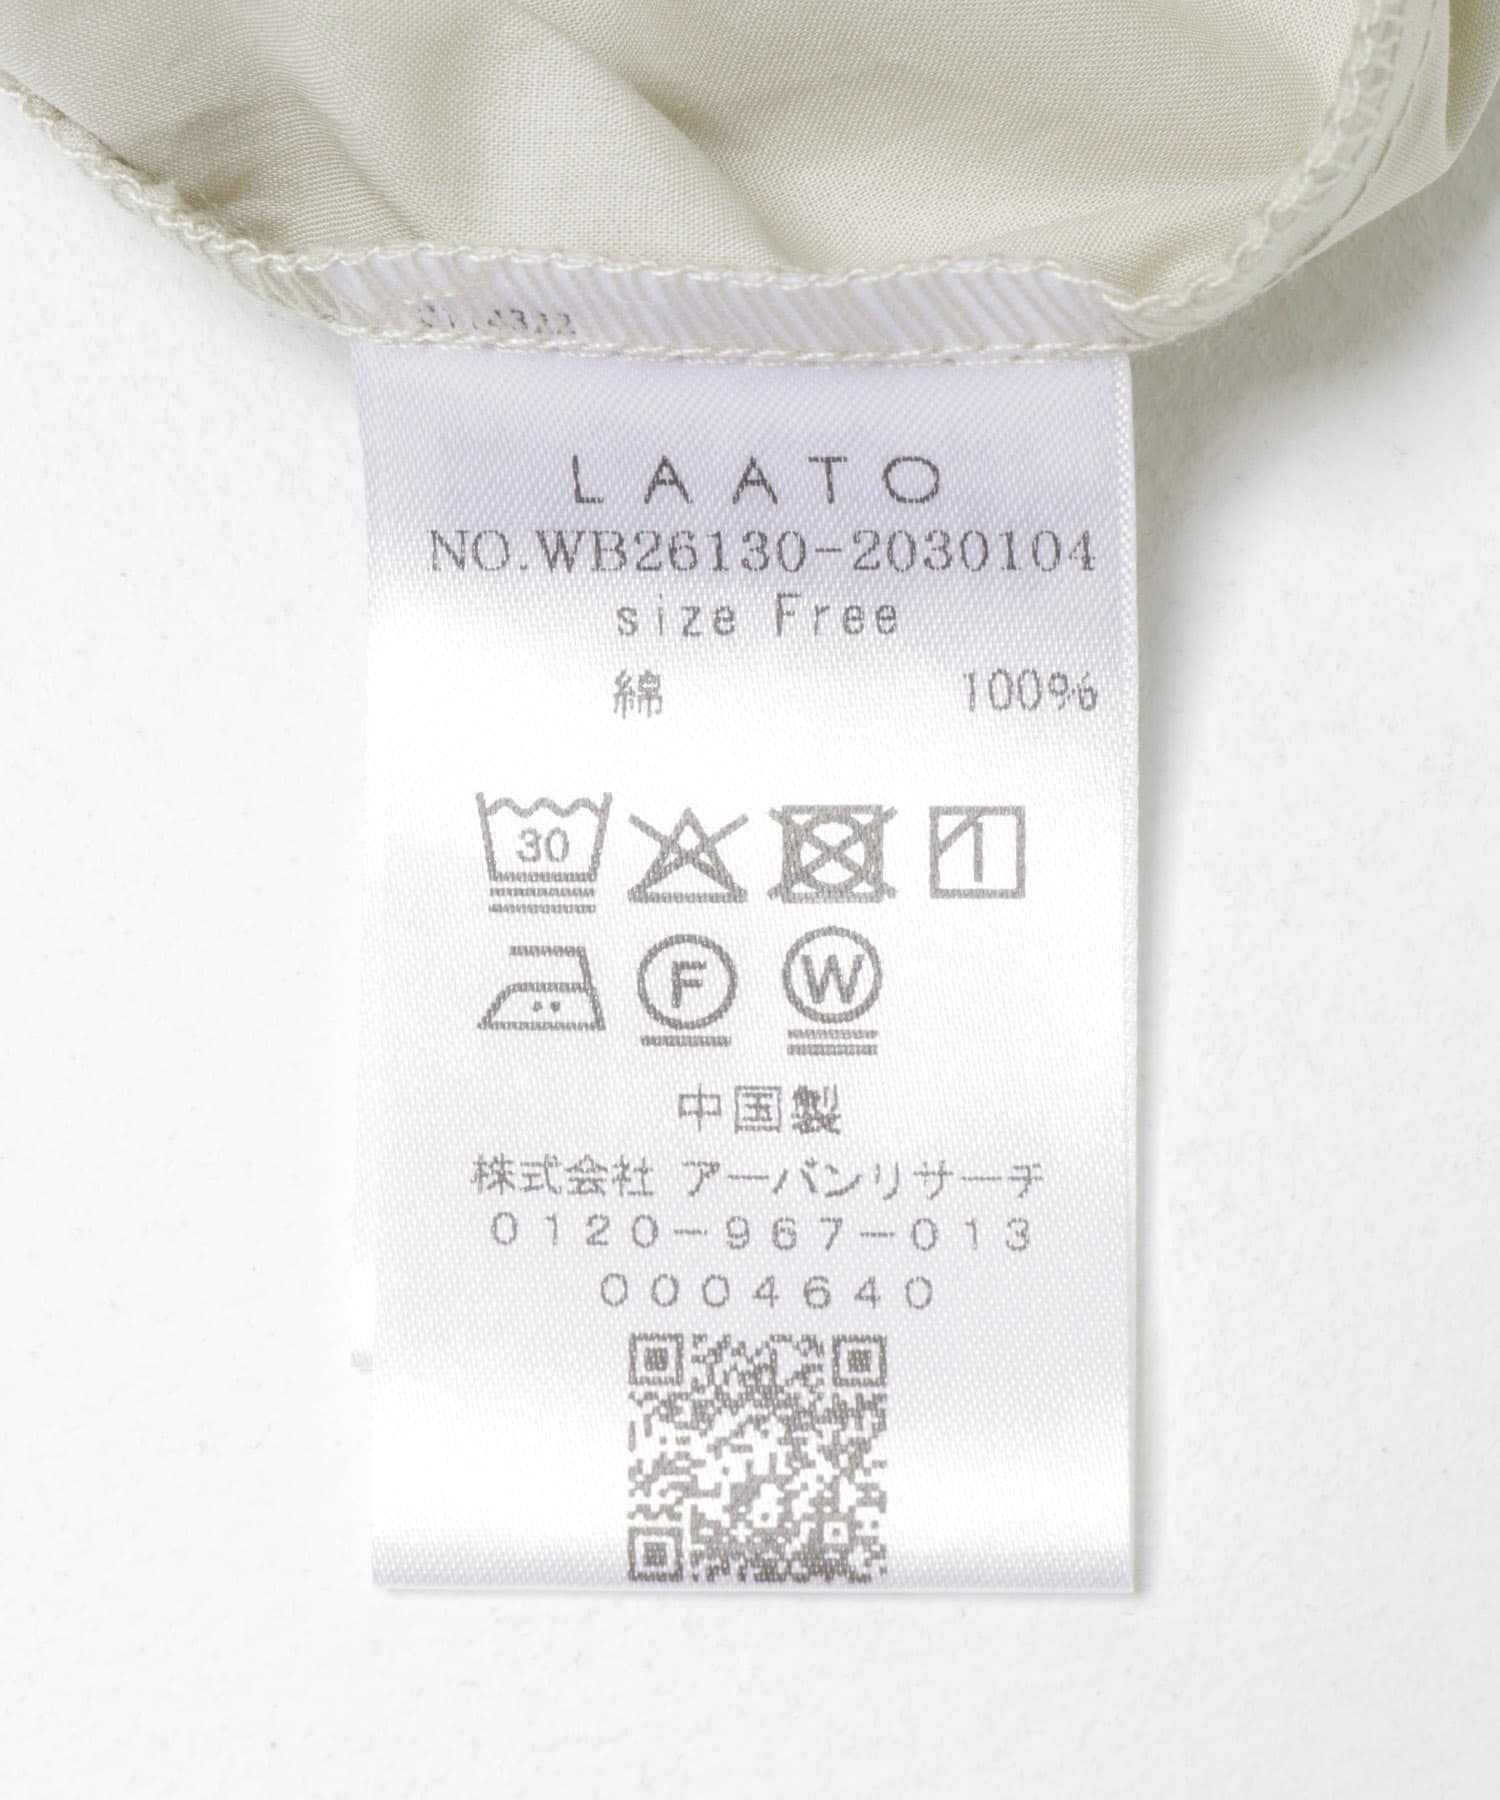 LAATO
NO.WB26130-2030104
size Free
綿 100%
30
F W
中国製
株式会社 アーバンリサーチ
0120-967-013
0004640